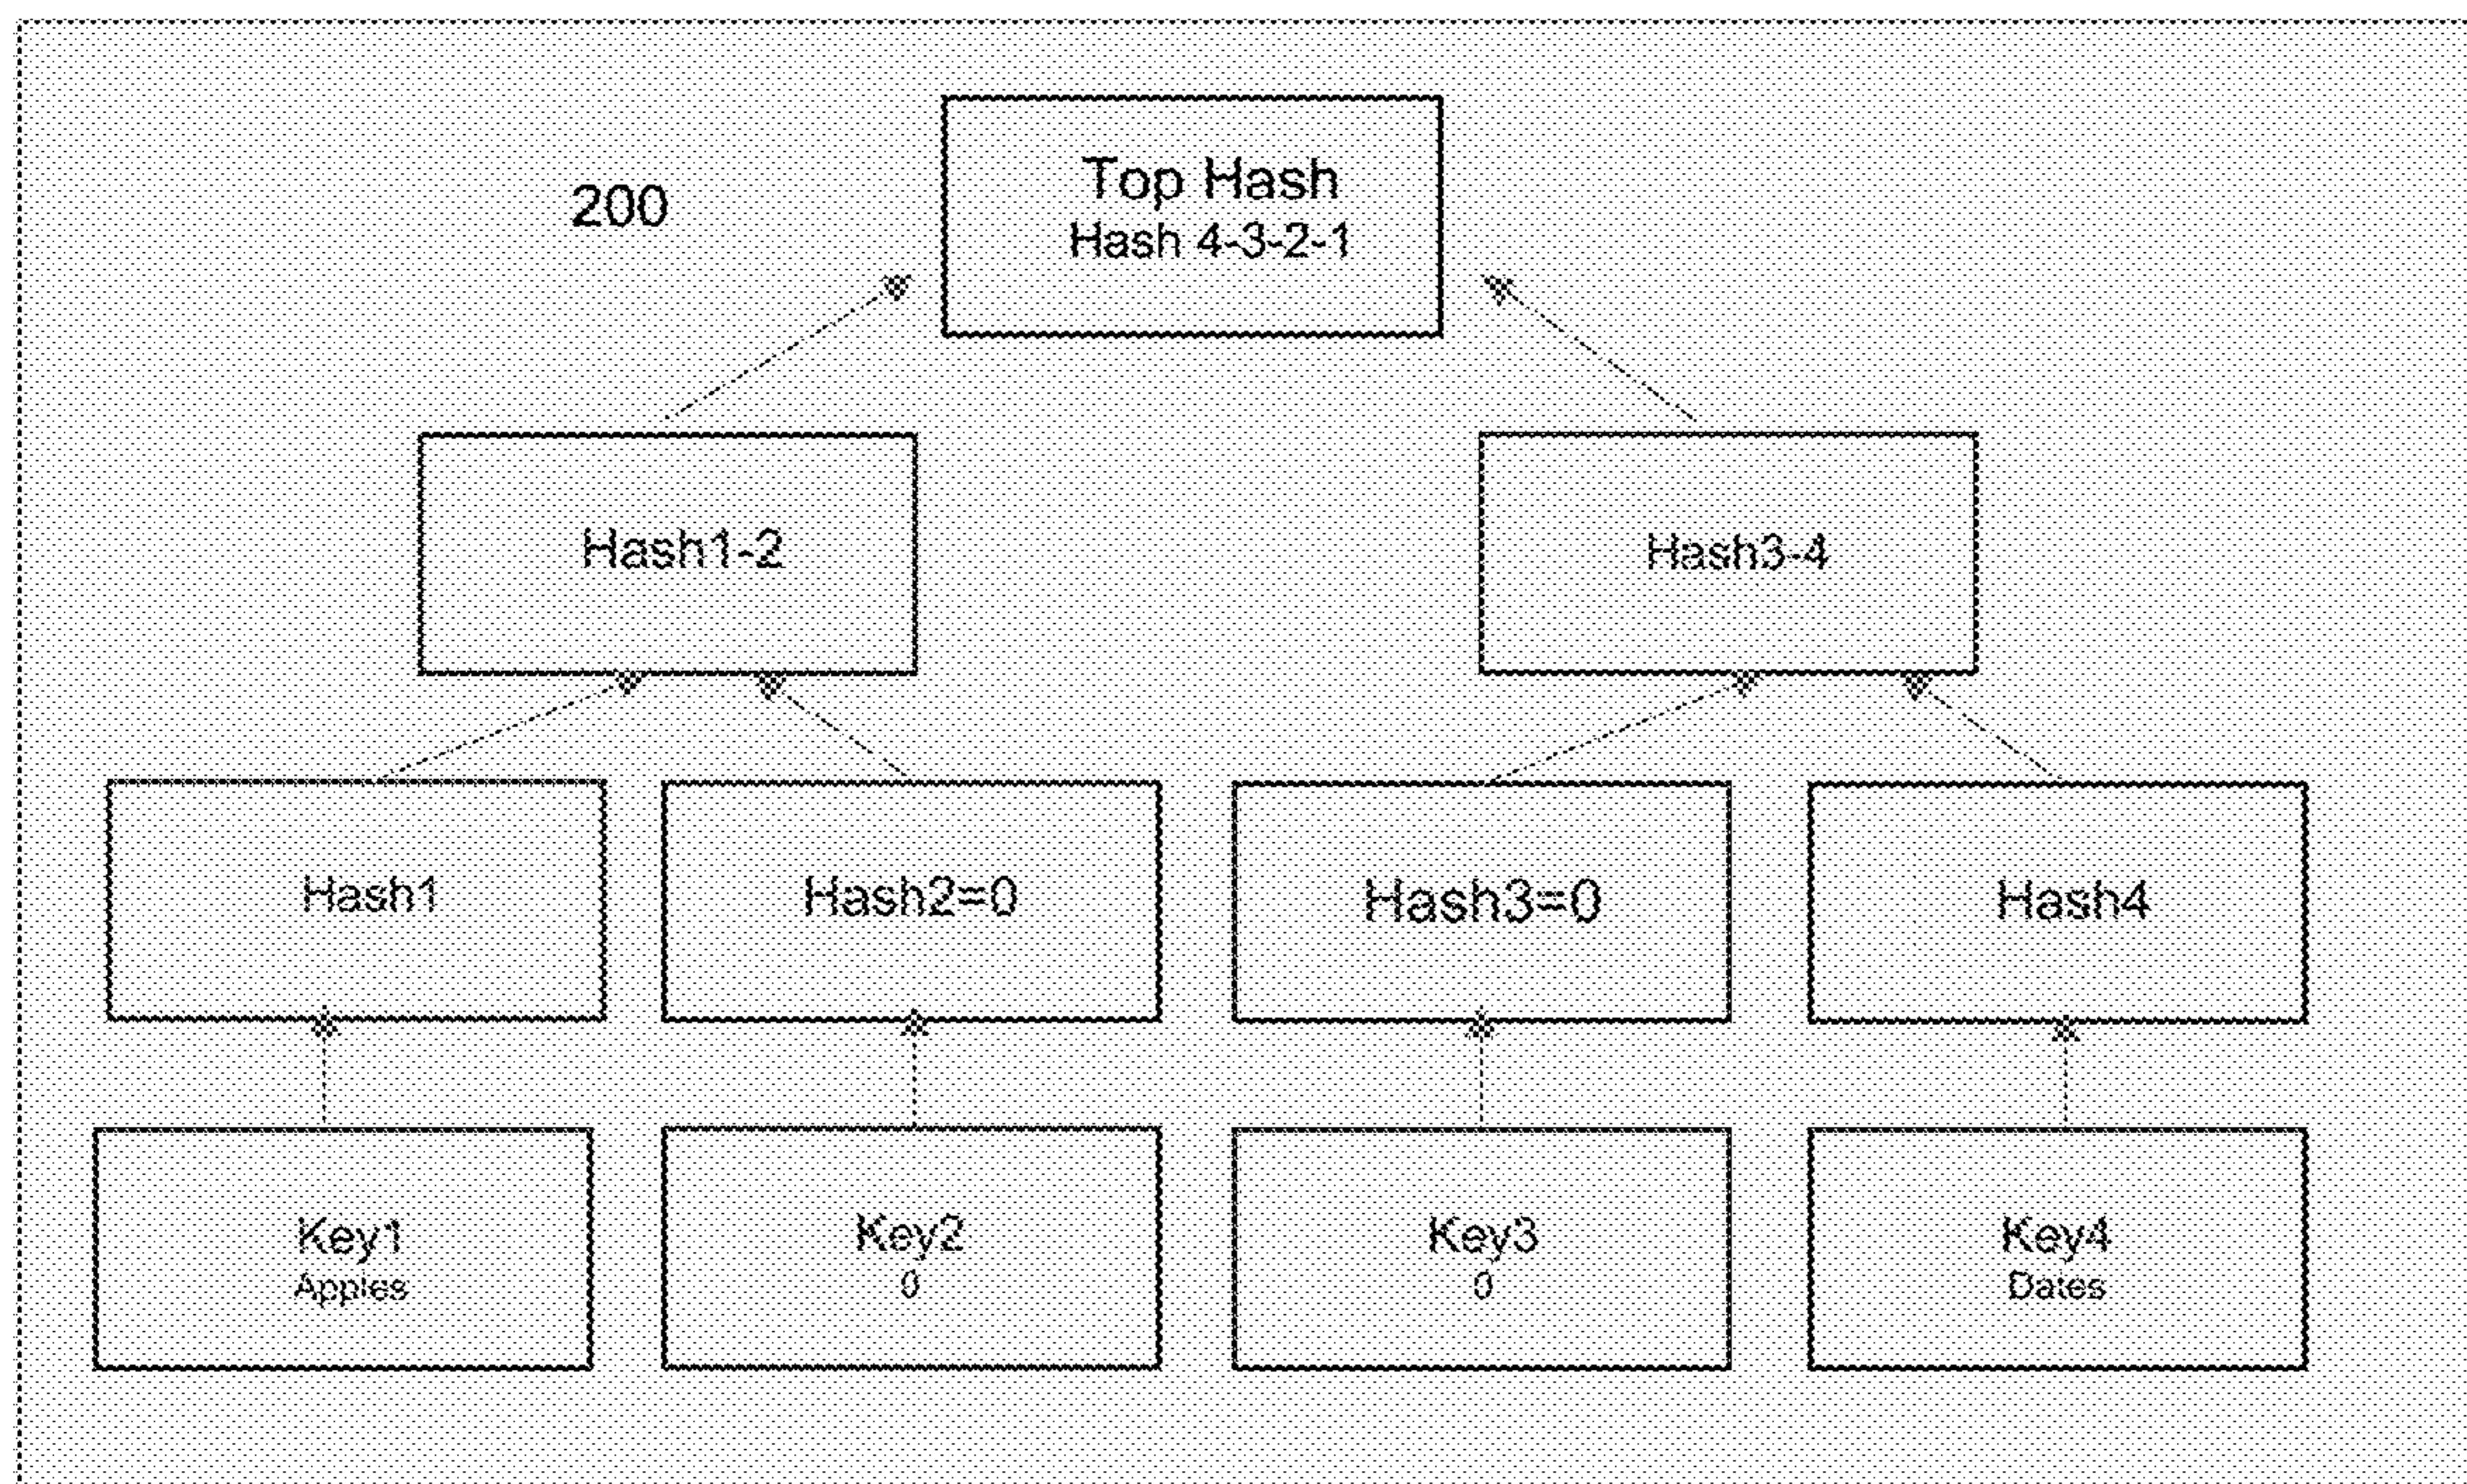 200
Top Hash
Hash 4-3-2-1
Hash1-2
Hash3-4
Hash1
Hash2=0
Hash3=0
Hash4
Key1
Apples
Key2
0
Key3
0
Key4
Dates